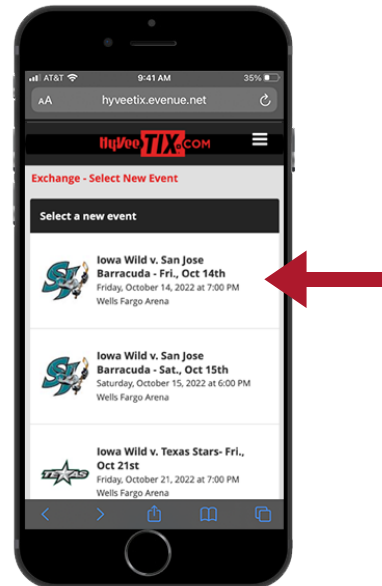 AT&T 9:41 AM 35%
AA hyveetix.evenue.net
HyVeeTIX.COM
Exchange - Select New Event
Select a new event
SJ
Iowa Wild v. San Jose
Barracuda - Fri., Oct 14th
Friday, October 14, 2022 at 7:00 PM
Wells Fargo Arena
SJ
Iowa Wild v. San Jose
Barracuda - Sat., Oct 15th
Saturday, October 15, 2022 at 6:00 PM
Wells Fargo Arena
TEXAS
Iowa Wild v. Texas Stars- Fri.,
Oct 21st
Friday, October 21, 2022 at 7:00 PM
Wells Fargo Arena